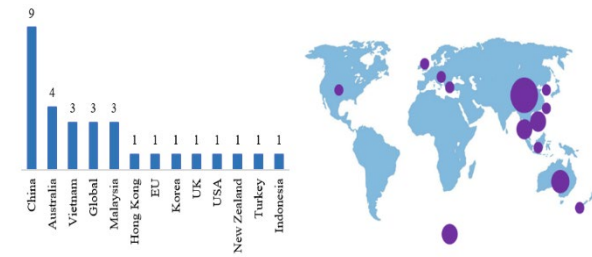 9
4
3
3
3
1
1
1
1
1
1
1
1
China
Australia
Vietnam
Global
Malaysia
Hong Kong
EU
Korea
UK
USA
New Zealand
Turkey
Indonesia